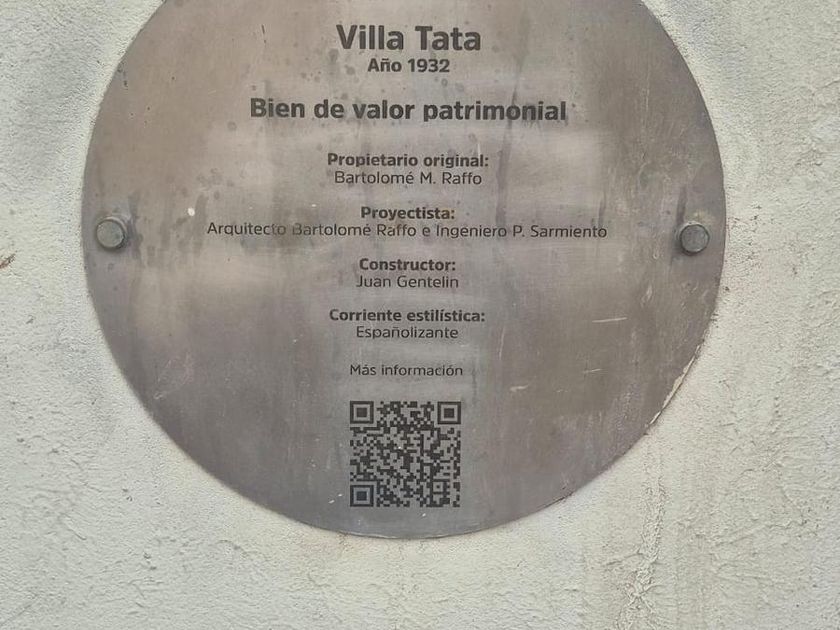 Villa Tata
Año 1932
Bien de valor patrimonial
Propietario original:
Bartolomé M. Raffo
Proyectista:
Arquitecto Bartolomé Raffo e Ingeniero P. Sarmiento
Constructor:
Juan Gentelin
Corriente estilística:
Españolizante
Más información